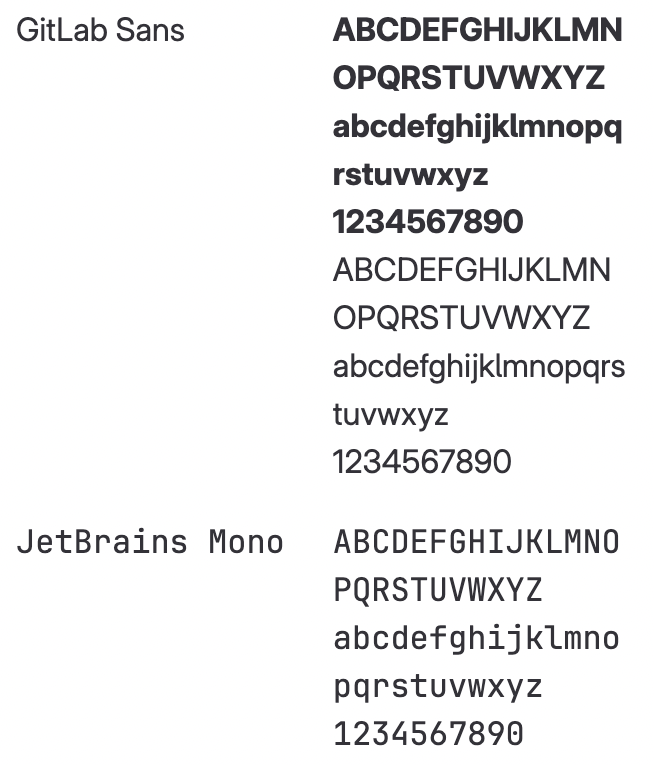 GitLab Sans
ABCDEFGHIJKLMN
OPQRSTUVWXYZ
abcdefghijklmnopq
rstuvwxyz
1234567890
ABCDEFGHIJKLMN
OPQRSTUVWXYZ
abcdefghijklmnopqrs
tuvwxyz
1234567890
JetBrains Mono
ABCDEFGHIJKLMNO
PQRSTUVWXYZ
abcdefghijklmno
pqrstuvwxyz
1234567890